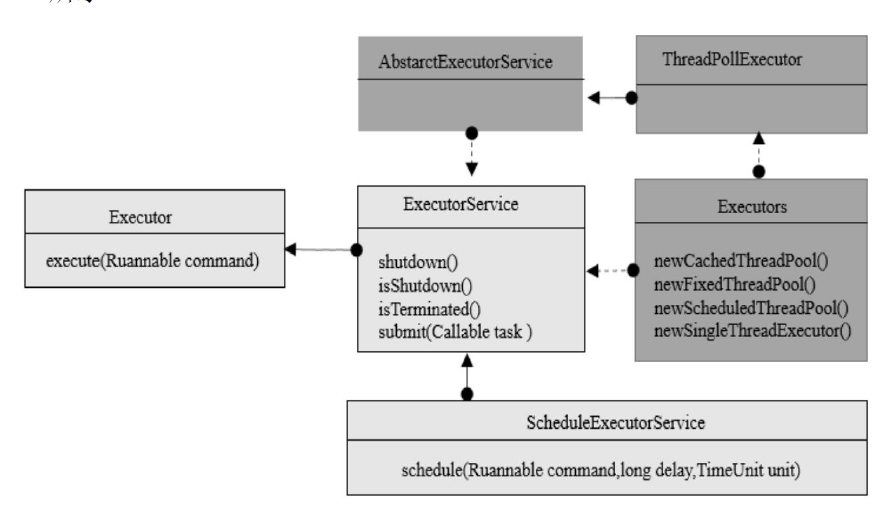 AbstarctExecutorService
ThreadPollExecutor
Executor
execute(Ruannable command)
ExecutorService
shutdown()
isShutdown()
isTerminated()
submit(Callable task )
Executors
newCachedThreadPool()
newFixedThreadPool()
newScheduledThreadPool()
newSingleThreadExecutor()
ScheduleExecutorService
schedule(Ruannable command,long delay,TimeUnit unit)